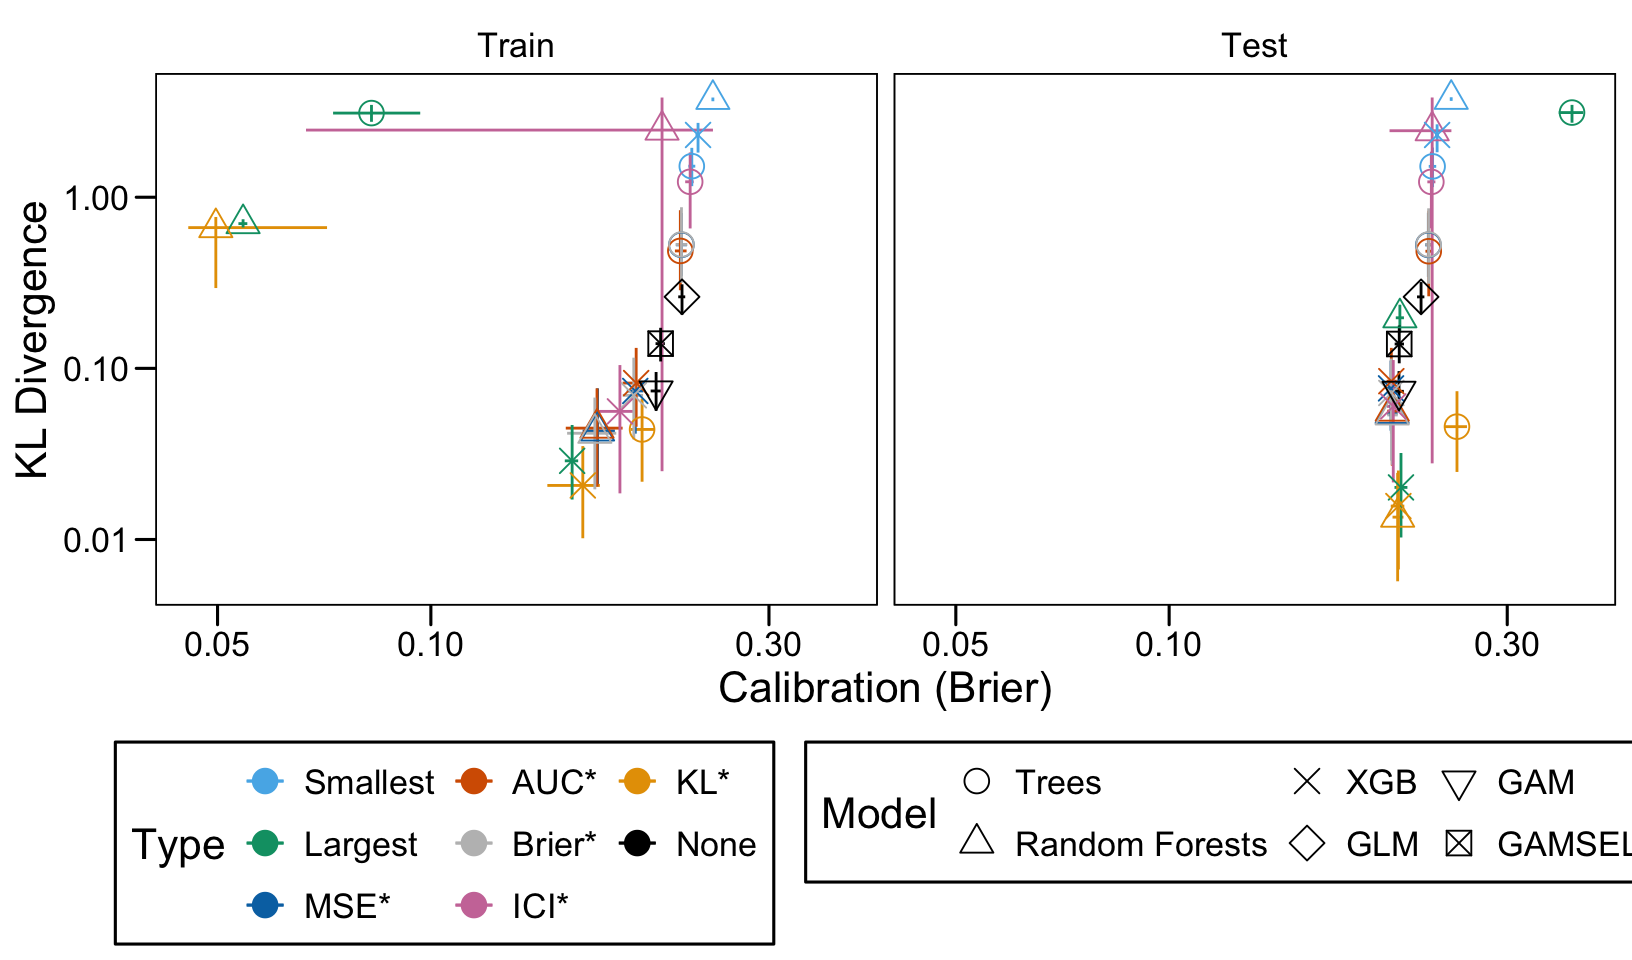 Train
Test
KL Divergence
1.00
0.10
0.01
0.05 0.10 0.30
0.05 0.10 0.30
Calibration (Brier)
Type
Smallest AUC* KL*
Largest Brier* None
MSE* ICI*
Model
Trees XGB GAM
Random Forests GLM GAMSEL